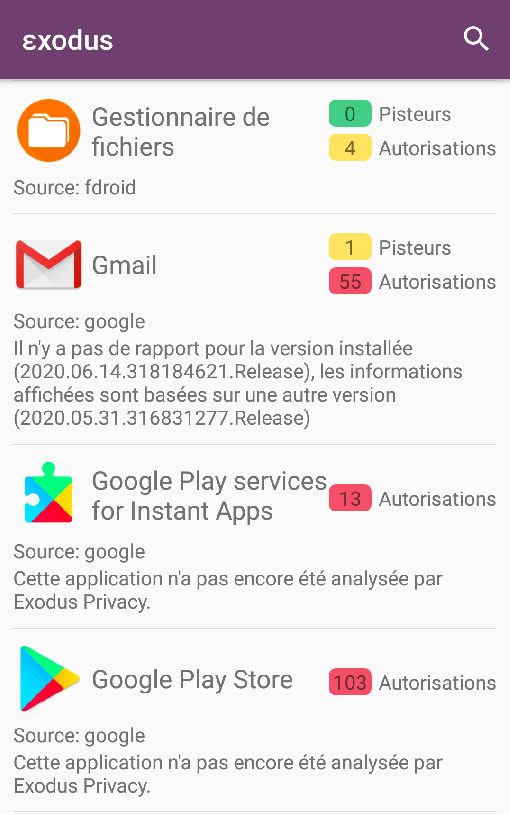 εxodus
Gestionnaire de
fichiers
0 Pisteurs
4 Autorisations
Source: fdroid
Gmail
1 Pisteurs
55 Autorisations
Source: google
Il n'y a pas de rapport pour la version installée
(2020.06.14.318184621.Release), les informations
affichées sont basées sur une autre version
(2020.05.31.316831277.Release)
Google Play services
for Instant Apps
13 Autorisations
Source: google
Cette application n'a pas encore été analysée par
Exodus Privacy.
Google Play Store
103 Autorisations
Source: google
Cette application n'a pas encore été analysée par
Exodus Privacy.